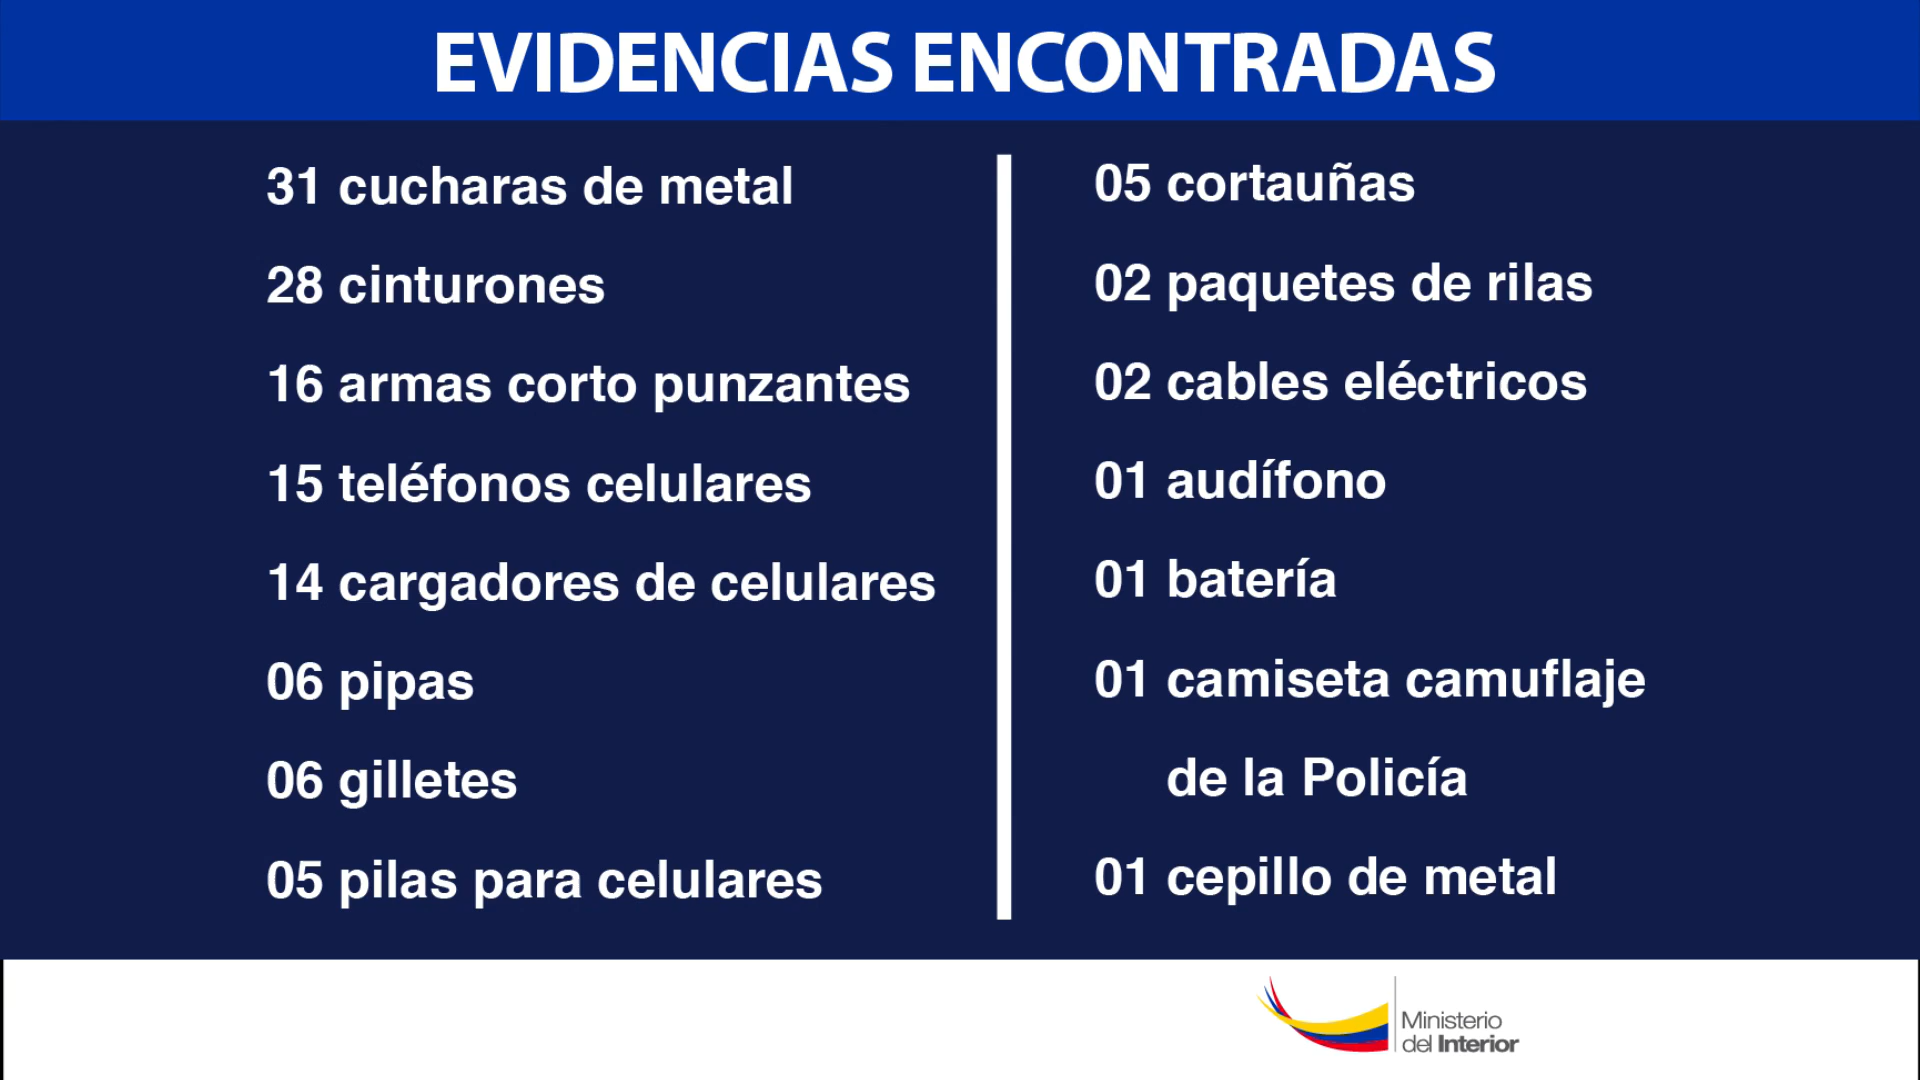 EVIDENCIAS ENCONTRADAS
31 cucharas de metal
28 cinturones
16 armas corto punzantes
15 teléfonos celulares
14 cargadores de celulares
06 pipas
06 gilletes
05 pilas para celulares
05 cortauñas
02 paquetes de rilas
02 cables eléctricos
01 audífono
01 batería
01 camiseta camuflaje
de la Policía
01 cepillo de metal
Ministerio
del Interior